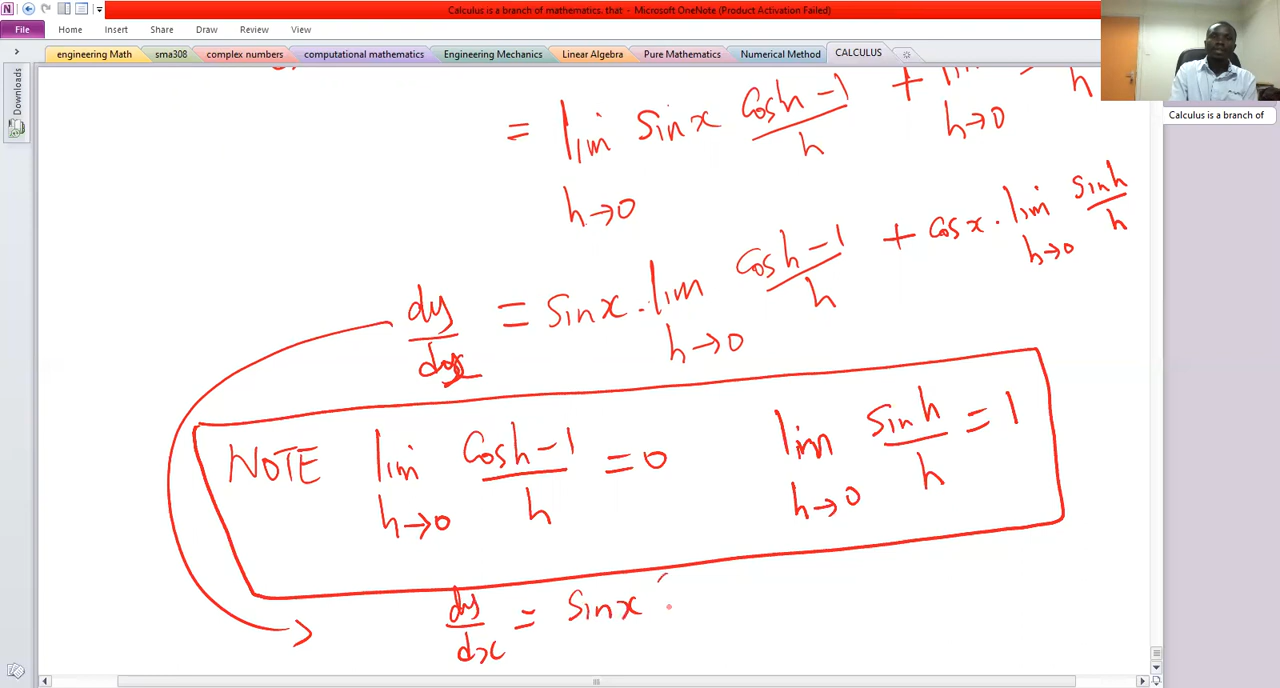 Calculus is a branch of mathematics. that - Microsoft OneNote (Product Activation Failed)
File Home Insert Share Draw Review View
engineering Math sma308 complex numbers computational mathematics Engineering Mechanics Linear Algebra Pure Mathematics Numerical Method CALCULUS
Downloads
Calculus is a branch of
= lim h→0 sinx (cosh-1)/h + h→0 h
dy/dx = sinx . lim h→0 (cosh-1)/h + cosx . lim h→0 sinh/h
NOTE lim h→0 (cosh-1)/h = 0 lim h→0 sinh/h = 1
dy/dx = sinx